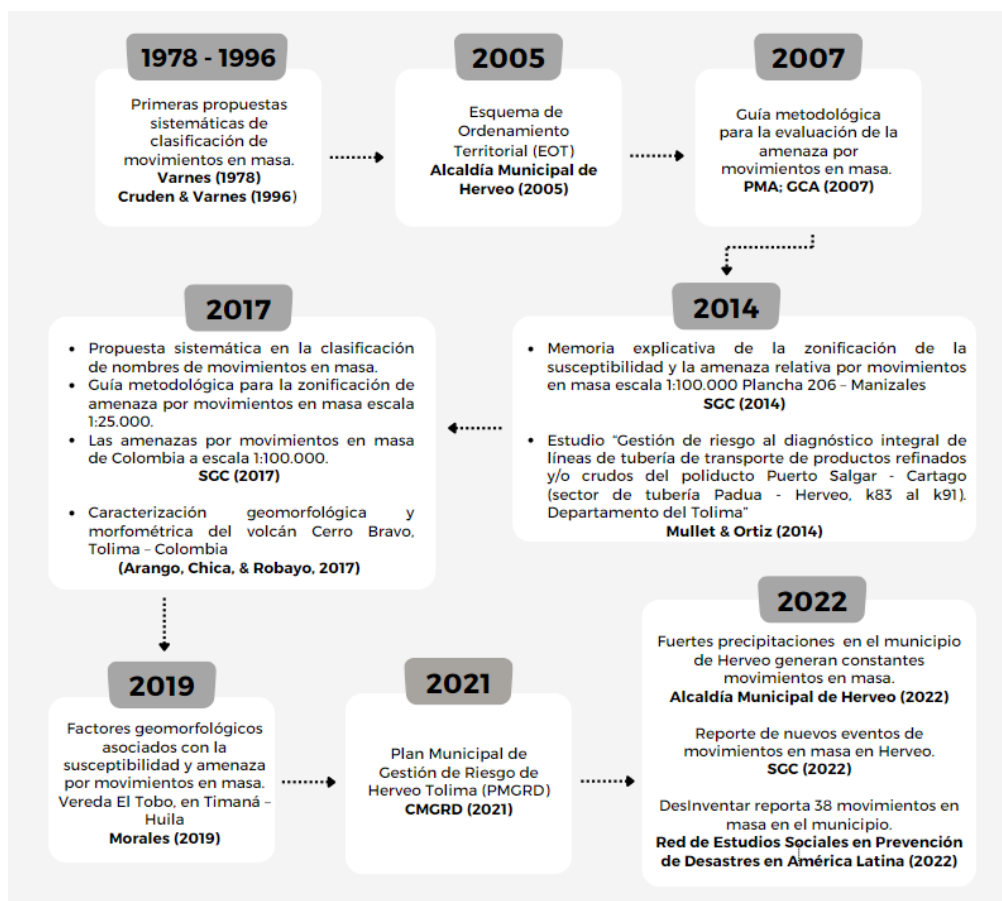 1978 - 1996
Primeras propuestas
sistemáticas de
clasificación de
movimientos en masa.
Varnes (1978)
Cruden & Varnes (1996)
2005
Esquema de
Ordenamiento
Territorial (EOT)
Alcaldía Municipal de
Herveo (2005)
2007
Guía metodológica
para la evaluación de la
amenaza por
movimientos en masa.
PMA; GCA (2007)
2014
• Memoria explicativa de la zonificación de la
susceptibilidad y la amenaza relativa por movimientos
en masa escala 1:100.000 Plancha 206 – Manizales
SGC (2014)
• Estudio "Gestión de riesgo al diagnóstico integral de
líneas de tubería de transporte de productos refinados
y/o crudos del poliducto Puerto Salgar - Cartago
(sector de tubería Padua - Herveo, k83 al k91).
Departamento del Tolima"
Mullet & Ortiz (2014)
2017
• Propuesta sistemática en la clasificación
de nombres de movimientos en masa.
• Guía metodológica para la zonificación de
amenaza por movimientos en masa escala
1:25.000.
• Las amenazas por movimientos en masa
de Colombia a escala 1:100.000.
SGC (2017)
• Caracterización geomorfológica y
morfométrica del volcán Cerro Bravo,
Tolima – Colombia
(Arango, Chica, & Robayo, 2017)
2019
Factores geomorfológicos
asociados con la
susceptibilidad y amenaza
por movimientos en masa.
Vereda El Tobo, en Timaná –
Huila
Morales (2019)
2021
Plan Municipal de
Gestión de Riesgo de
Herveo Tolima (PMGRD)
CMGRD (2021)
2022
Fuertes precipitaciones en el municipio
de Herveo generan constantes
movimientos en masa.
Alcaldía Municipal de Herveo (2022)
Reporte de nuevos eventos de
movimientos en masa en Herveo.
SGC (2022)
DesInventar reporta 38 movimientos en
masa en el municipio.
Red de Estudios Sociales en Prevención
de Desastres en América Latina (2022)